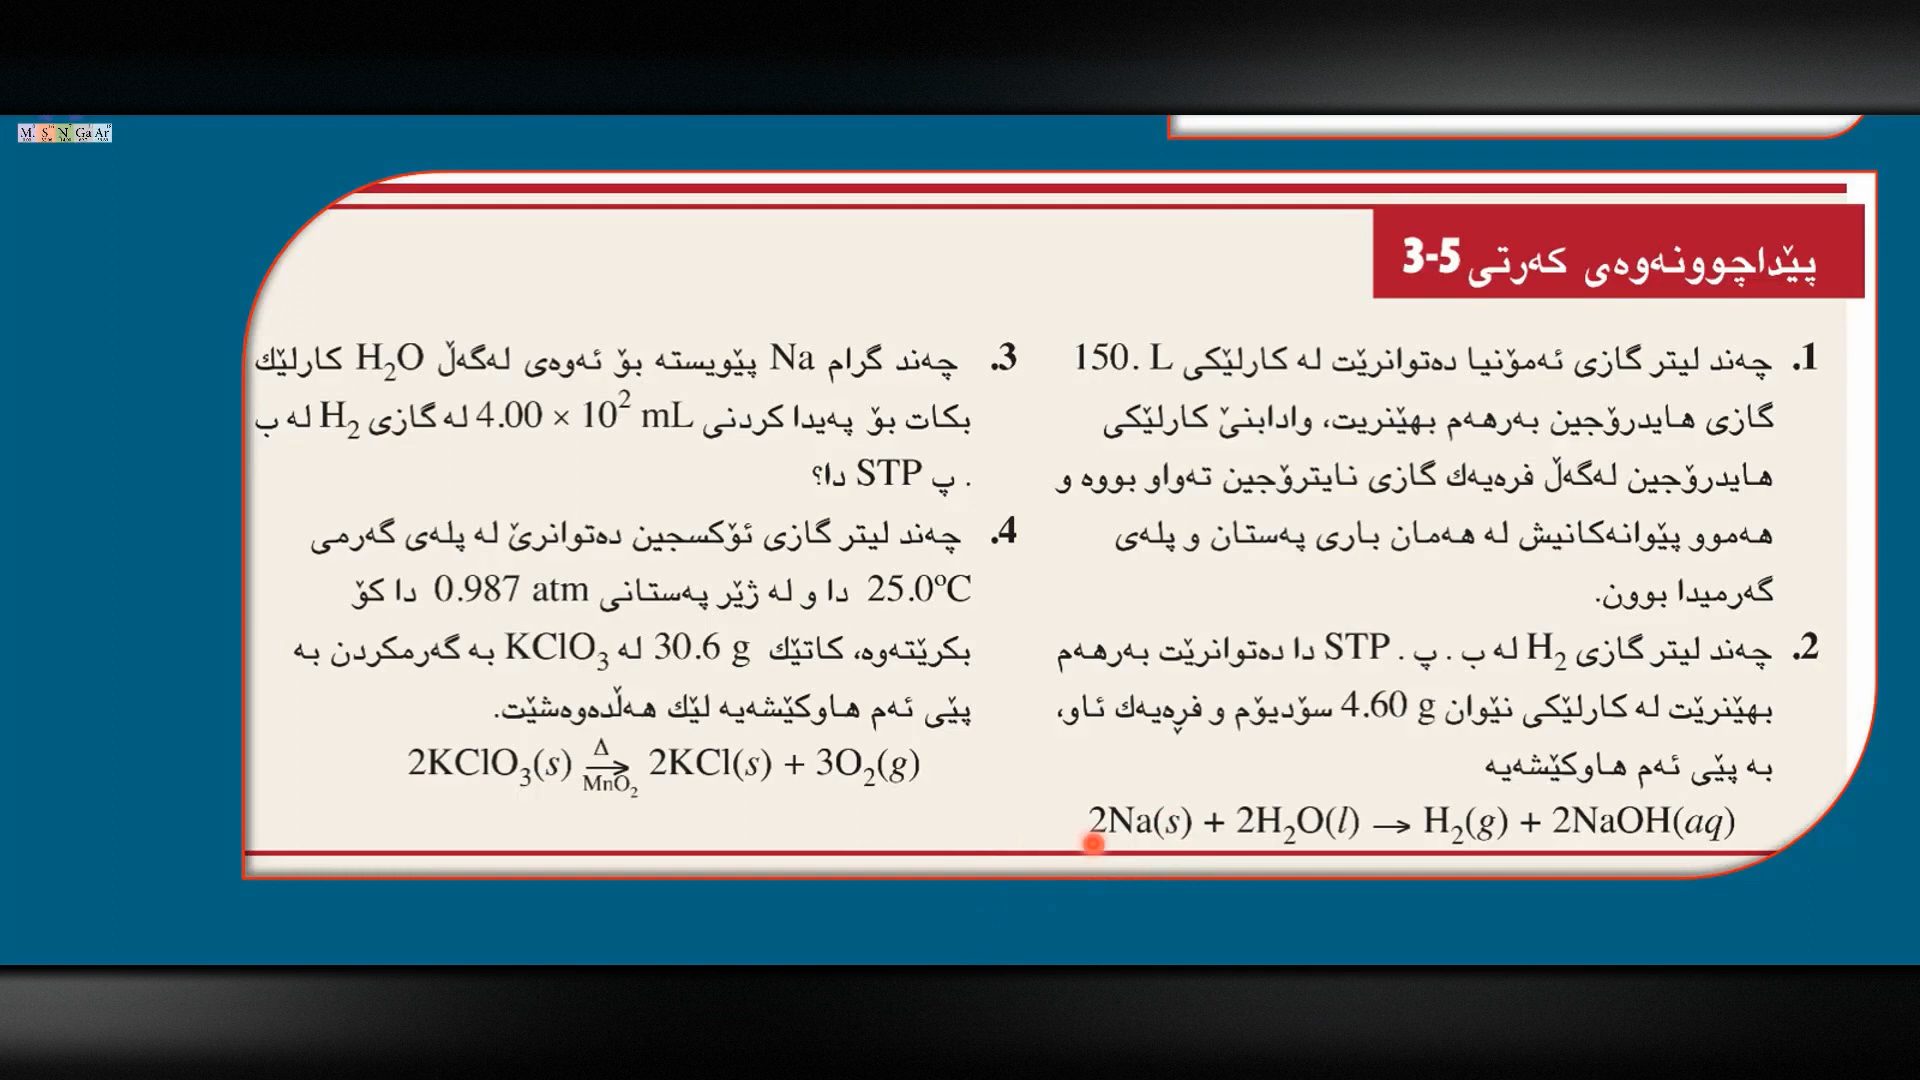 M. S N Ga Ar
پێداچوونەوەی کەرتی 5-3
1. چەند لیتر گازی ئەمۆنیا دەتوانرێت لە کارلێکی 150. L
گازی هایدرۆجین بەرهەم بهێنریت، وادابنێ کارلێکی
هایدرۆجین لەگەڵ فرەیەك گازی نایترۆجین تەواو بووە و
هەموو پێوانەکانیش لە هەمان باری پەستان و پلەی
گەرمیدا بوون.
2. چەند لیتر گازی H₂ لە ب . پ . STP دا دەتوانرێت بەرهەم
بهێنرێت لە کارلێکی نێوان 4.60 g سۆدیۆم و فڕەیەك ئاو،
بە پێی ئەم هاوکێشەیە
2Na(s) + 2H₂O(l) → H₂(g) + 2NaOH(aq)
3. چەند گرام Na پێویستە بۆ ئەوەی لەگەڵ H₂O کارلێك
بکات بۆ پەیدا کردنی 4.00 × 10² mL لە گازی H₂ لە ب
. پ STP دا؟
4. چەند لیتر گازی ئۆکسجین دەتوانرێ لە پلەی گەرمی
25.0ºC دا و لە ژێر پەستانی 0.987 atm دا کۆ
بکرێتەوە، کاتێك 30.6 g لە KClO₃ بە گەرمکردن بە
پێی ئەم هاوکێشەیە لێك هەڵدەوەشێت.
2KClO₃(s) →[Δ, MnO₂] 2KCl(s) + 3O₂(g)